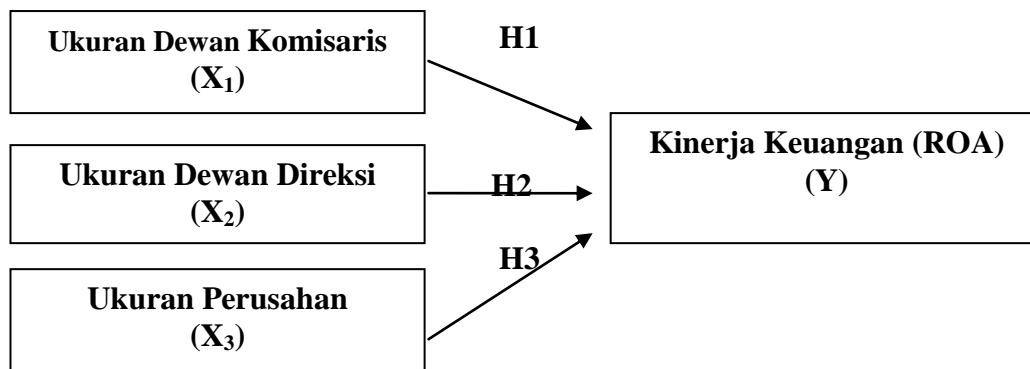 Ukuran Dewan Komisaris
(X₁)
H1
Ukuran Dewan Direksi
(X₂)
H2
Ukuran Perusahan
(X₃)
H3
Kinerja Keuangan (ROA)
(Y)